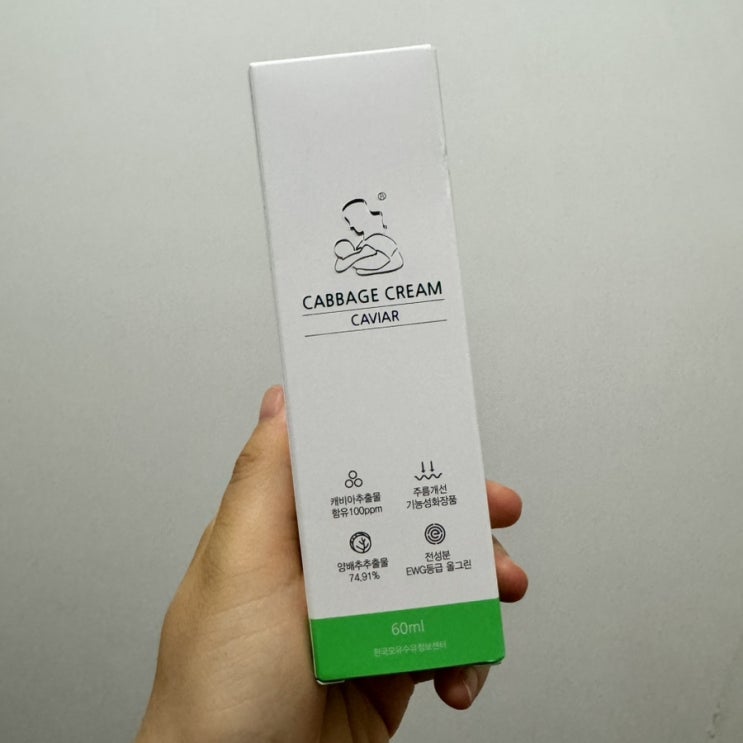 ®
CABBAGE CREAM
CAVIAR
캐비아추출물
함유100ppm
주름개선
기능성화장품
양배추추출물
74.91%
전성분
EWG등급 올그린
60ml
한국모유수유정보센터